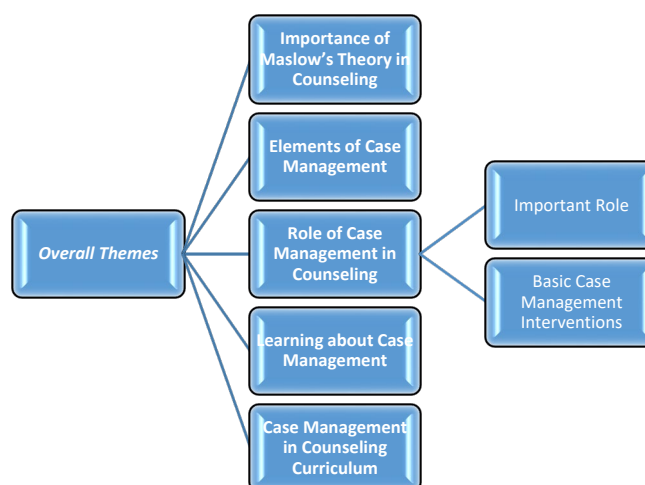 Importance of
Maslow's Theory in
Counseling
Elements of Case
Management
Overall Themes
Role of Case
Management in
Counseling
Important Role
Basic Case
Management
Interventions
Learning about Case
Management
Case Management
in Counseling
Curriculum